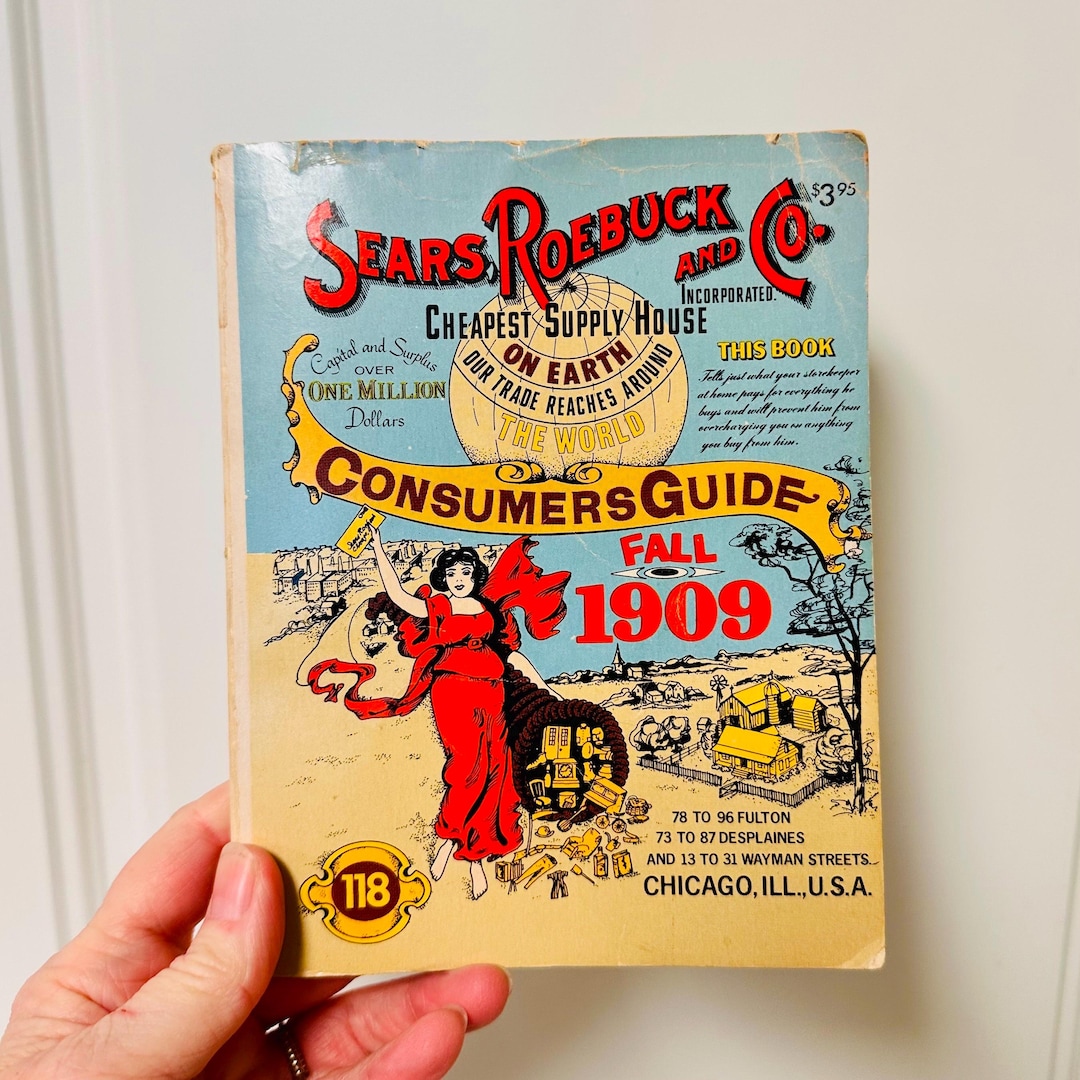 $3.95
SEARS, ROEBUCK AND CO.
INCORPORATED.
CHEAPEST SUPPLY HOUSE
ON EARTH
OUR TRADE REACHES AROUND
THE WORLD
Capital and Surplus
OVER
ONE MILLION
Dollars
THIS BOOK
Tells just what your storekeeper
at home pays for everything he
buys and will prevent him from
overcharging you on anything
you buy from him.
CONSUMERS GUIDE
FALL
1909
78 TO 96 FULTON
73 TO 87 DESPLAINES
AND 13 TO 31 WAYMAN STREETS
CHICAGO, ILL., U.S.A.
118